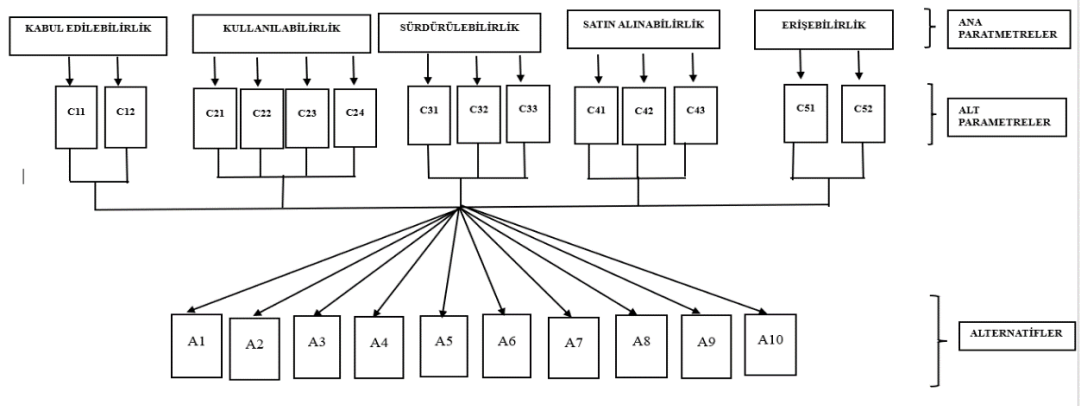 KABUL EDİLEBİLİRLİK
KULLANILABİLİRLİK
SÜRDÜRÜLEBİLİRLİK
SATIN ALINABİLİRLİK
ERİŞEBİLİRLİK
ANA
PARATMETRELER
C11
C12
C21
C22
C23
C24
C31
C32
C33
C41
C42
C43
C51
C52
ALT
PARAMETRELER
A1
A2
A3
A4
A5
A6
A7
A8
A9
A10
ALTERNATİFLER